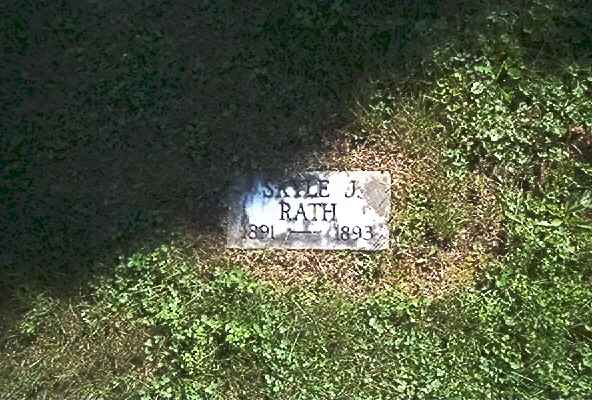 SKYLE J.
RATH
1891 — 1893